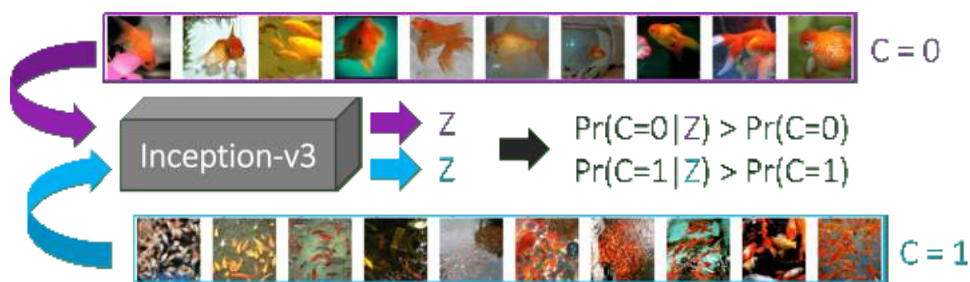 C = 0
Z
Pr(C=0|Z) > Pr(C=0)
Inception-v3
Z
Pr(C=1|Z) > Pr(C=1)
C = 1